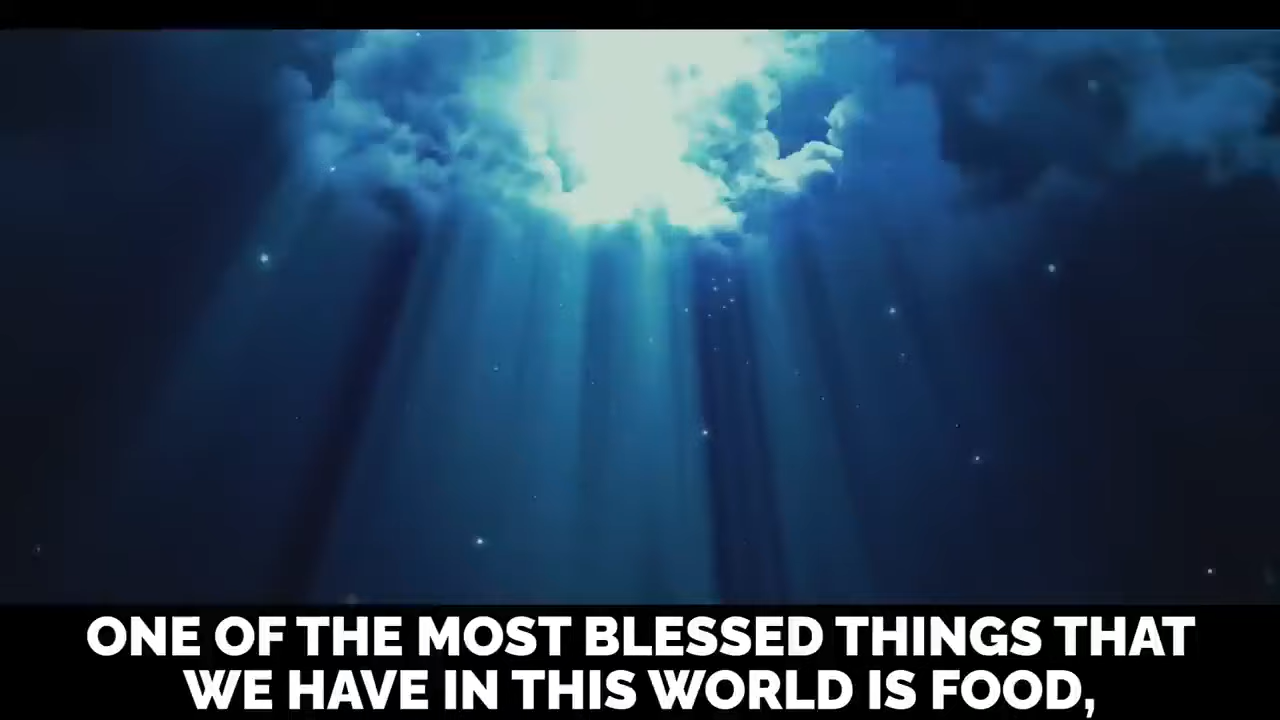 ONE OF THE MOST BLESSED THINGS THAT
WE HAVE IN THIS WORLD IS FOOD,